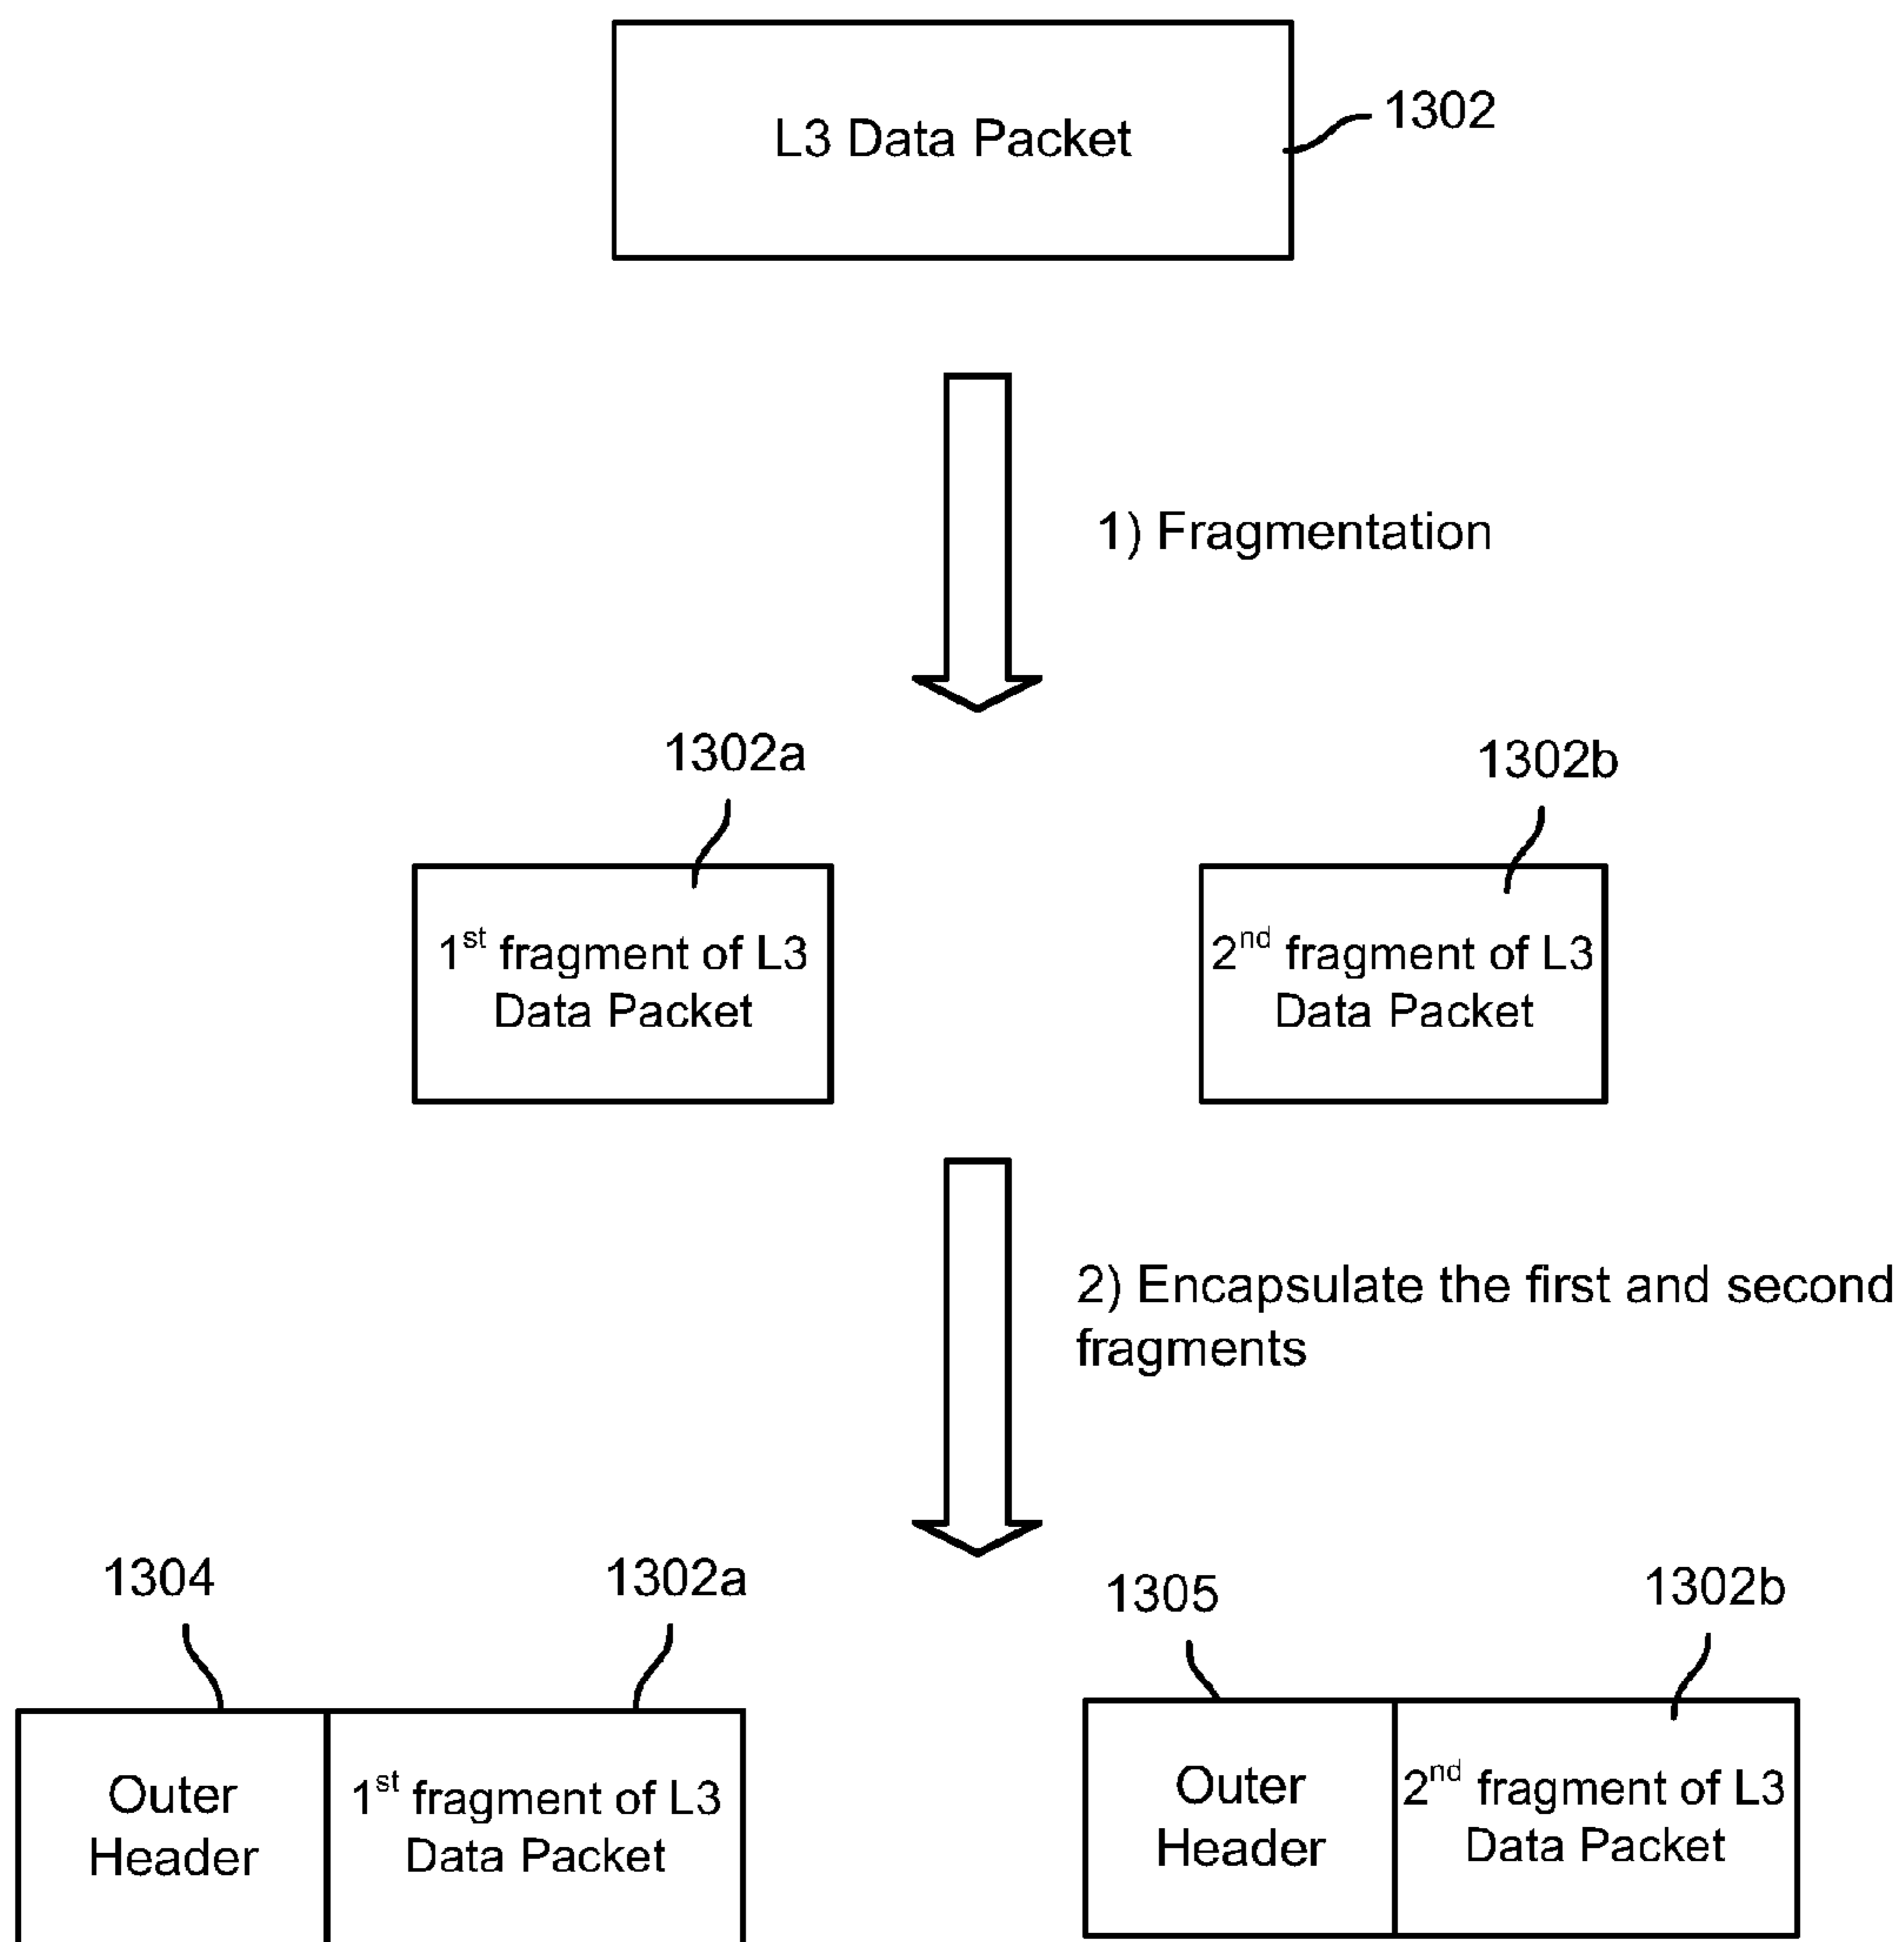 L3 Data Packet
1302
1) Fragmentation
1302a
1302b
1st fragment of L3
Data Packet
2nd fragment of L3
Data Packet
2) Encapsulate the first and second
fragments
1304
1302a
1305
1302b
Outer
Header
1st fragment of L3
Data Packet
Outer
Header
2nd fragment of L3
Data Packet